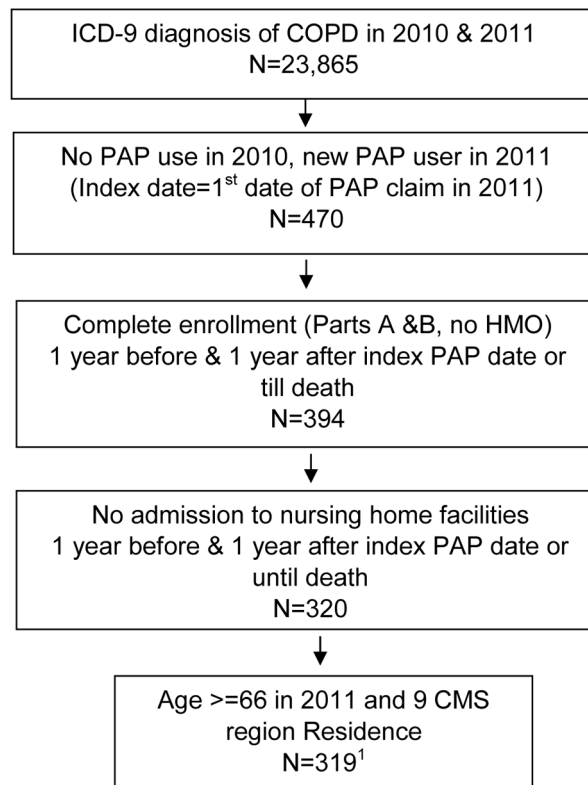 ICD-9 diagnosis of COPD in 2010 & 2011
N=23,865
No PAP use in 2010, new PAP user in 2011
(Index date=1st date of PAP claim in 2011)
N=470
Complete enrollment (Parts A &B, no HMO)
1 year before & 1 year after index PAP date or
till death
N=394
No admission to nursing home facilities
1 year before & 1 year after index PAP date or
until death
N=320
Age >=66 in 2011 and 9 CMS
region Residence
N=3191